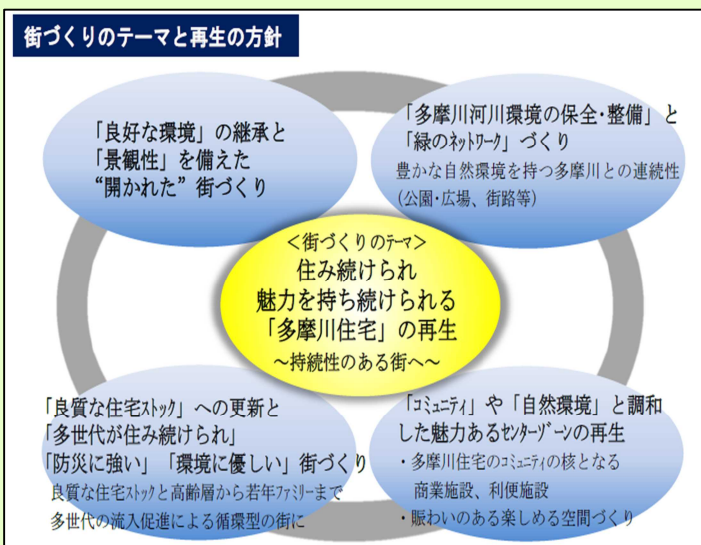 街づくりのテーマと再生の方針
「良好な環境」の継承と
「景観性」を備えた
“開かれた” 街づくり
「多摩川河川環境の保全･整備」と
「緑のﾈｯﾄﾜｰｸ」づくり
豊かな自然環境を持つ多摩川との連続性
(公園･広場、街路等)
＜街づくりのﾃｰﾏ＞
住み続けられ
魅力を持ち続けられる
「多摩川住宅」の再生
～持続性のある街へ～
「良質な住宅ｽﾄｯｸ」への更新と
「多世代が住み続けられ」
「防災に強い」「環境に優しい」街づくり
良質な住宅ｽﾄｯｸと高齢層から若年ﾌｧﾐﾘｰまで
多世代の流入促進による循環型の街に
「ｺﾐｭﾆﾃｨ」や「自然環境」と調和
した魅力あるｾﾝﾀｰｿﾞｰﾝの再生
・多摩川住宅のｺﾐｭﾆﾃｨの核となる
商業施設、利便施設
・賑わいのある楽しめる空間づくり